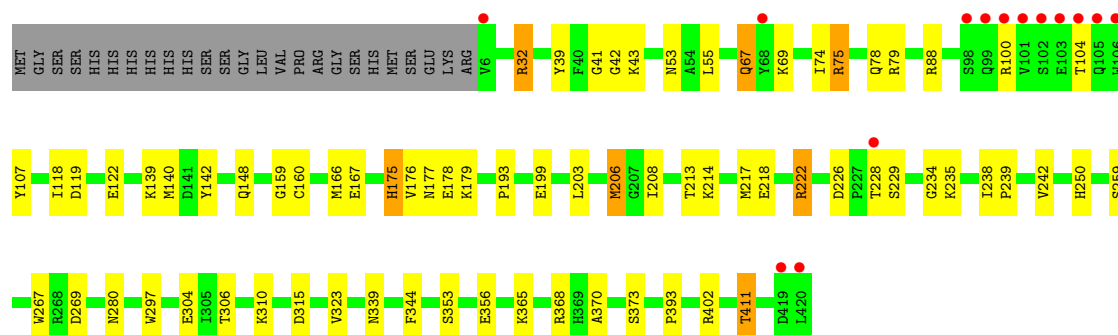 MET GLY SER SER HIS HIS HIS HIS HIS HIS SER SER GLY LEU VAL PRO ARG GLY SER HIS MET SER GLU LYS ARG V6 R32 Y39 F40 G41 G42 K43 N53 A54 L55 Q67 Y68 K69 I74 R75 Q78 R79 R88 S98 Q99 R100 V101 S102 E103 T104 Q105 W106
Y107 I118 D119 E122 K139 M140 D141 Y142 Q148 G159 C160 M166 E167 H175 V176 N177 E178 K179 P193 E199 L203 M206 G207 I208 T213 K214 M217 E218 R222 D226 P227 T228 S229 G234 K235 I238 P239 V242 H250 S259
W267 R268 D269 N280 W297 E304 I305 T306 K310 D315 V323 N339 F344 S353 E356 K365 R368 H369 A370 S373 P393 R402 T411 D419 L420